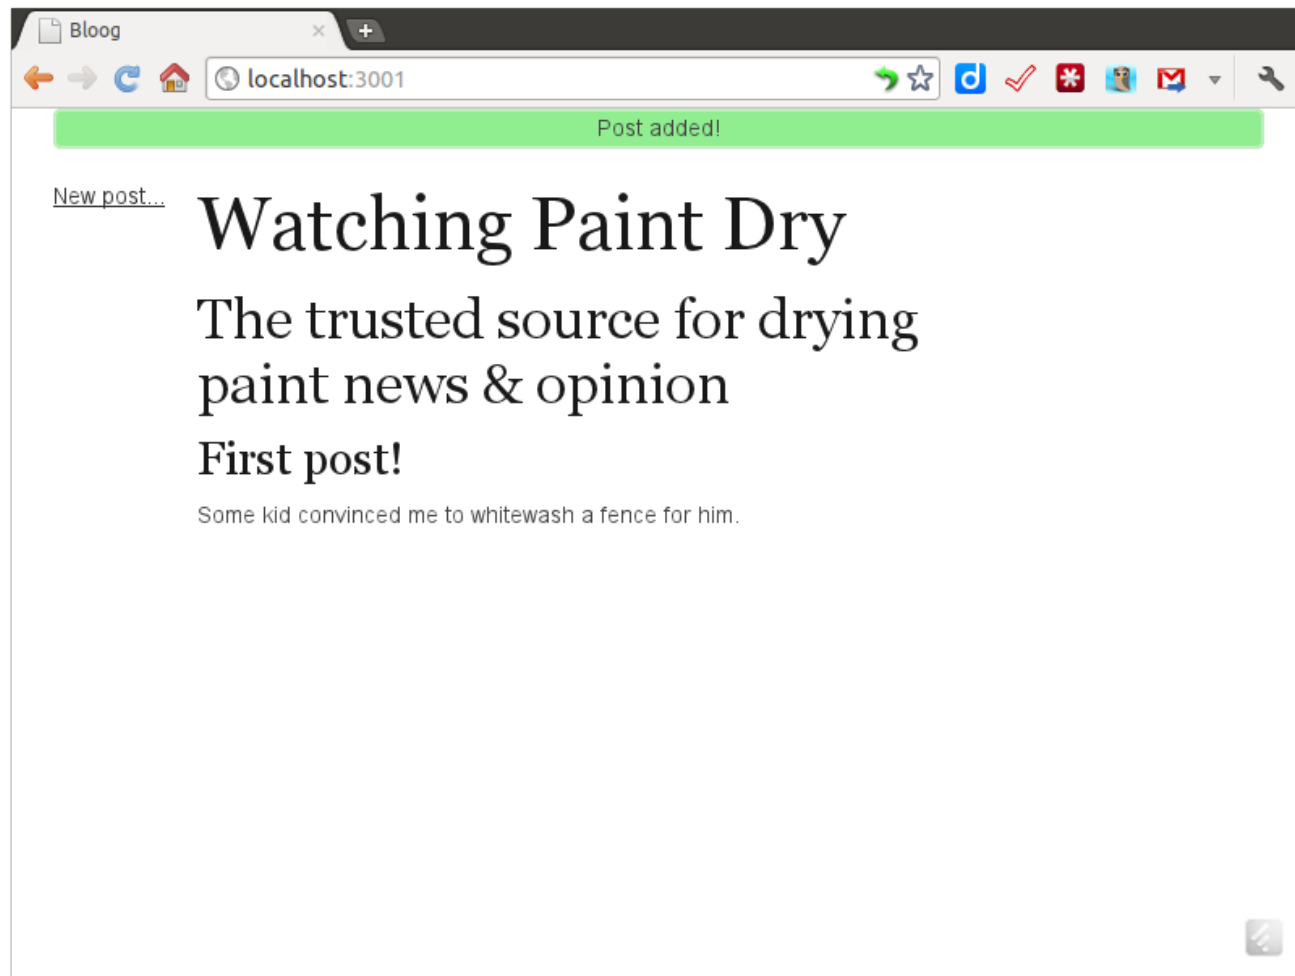 Bloog
localhost:3001
Post added!
New post...
Watching Paint Dry
The trusted source for drying
paint news & opinion
First post!
Some kid convinced me to whitewash a fence for him.